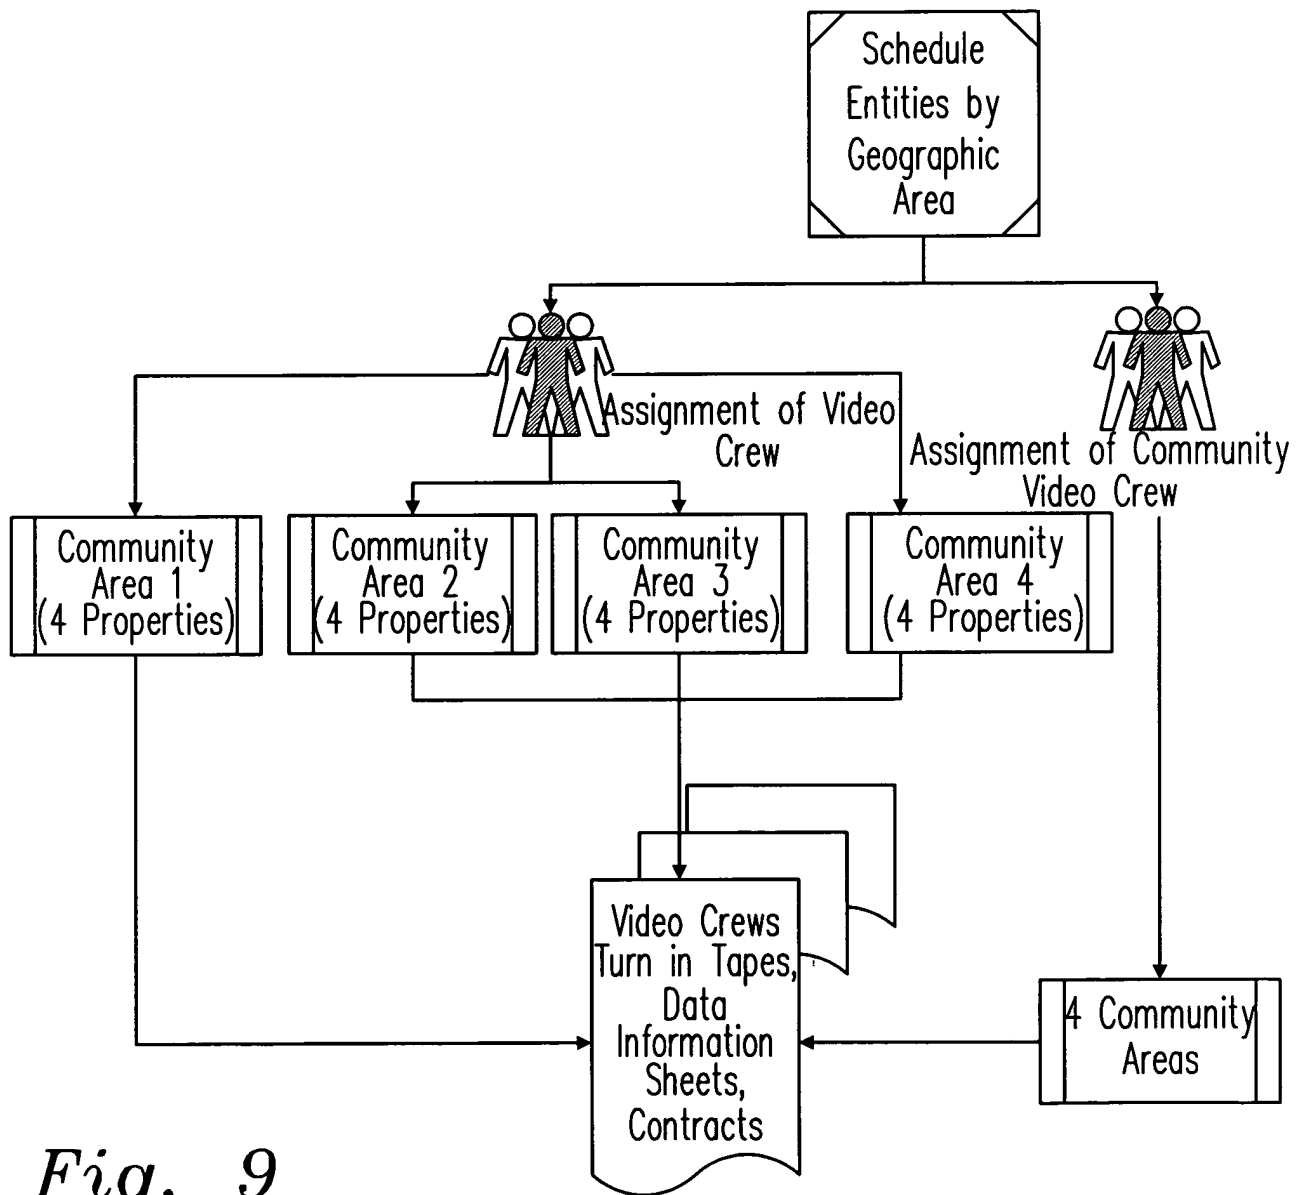 Schedule
Entities by
Geographic
Area
Assignment of Video
Crew
Assignment of Community
Video Crew
Community
Area 1
(4 Properties)
Community
Area 2
(4 Properties)
Community
Area 3
(4 Properties)
Community
Area 4
(4 Properties)
Video Crews
Turn in Tapes,
Data
Information
Sheets,
Contracts
4 Community
Areas
Fig. 9